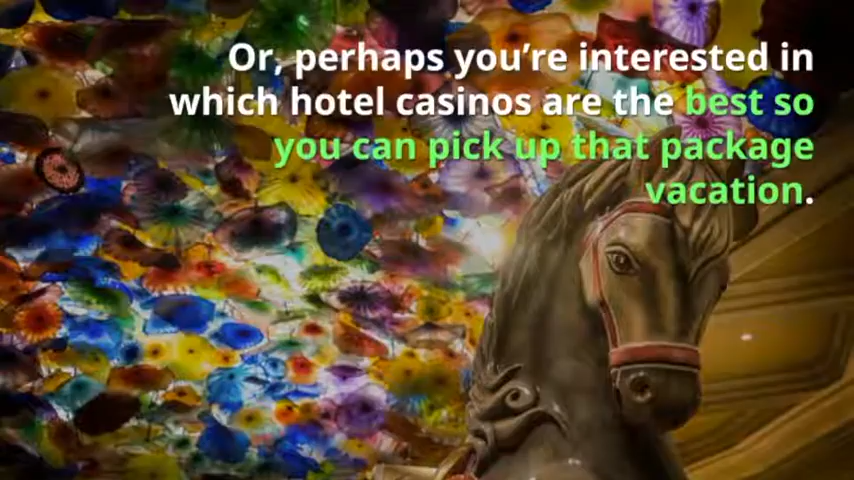 Or, perhaps you’re interested in
which hotel casinos are the best so
you can pick up that package
vacation.